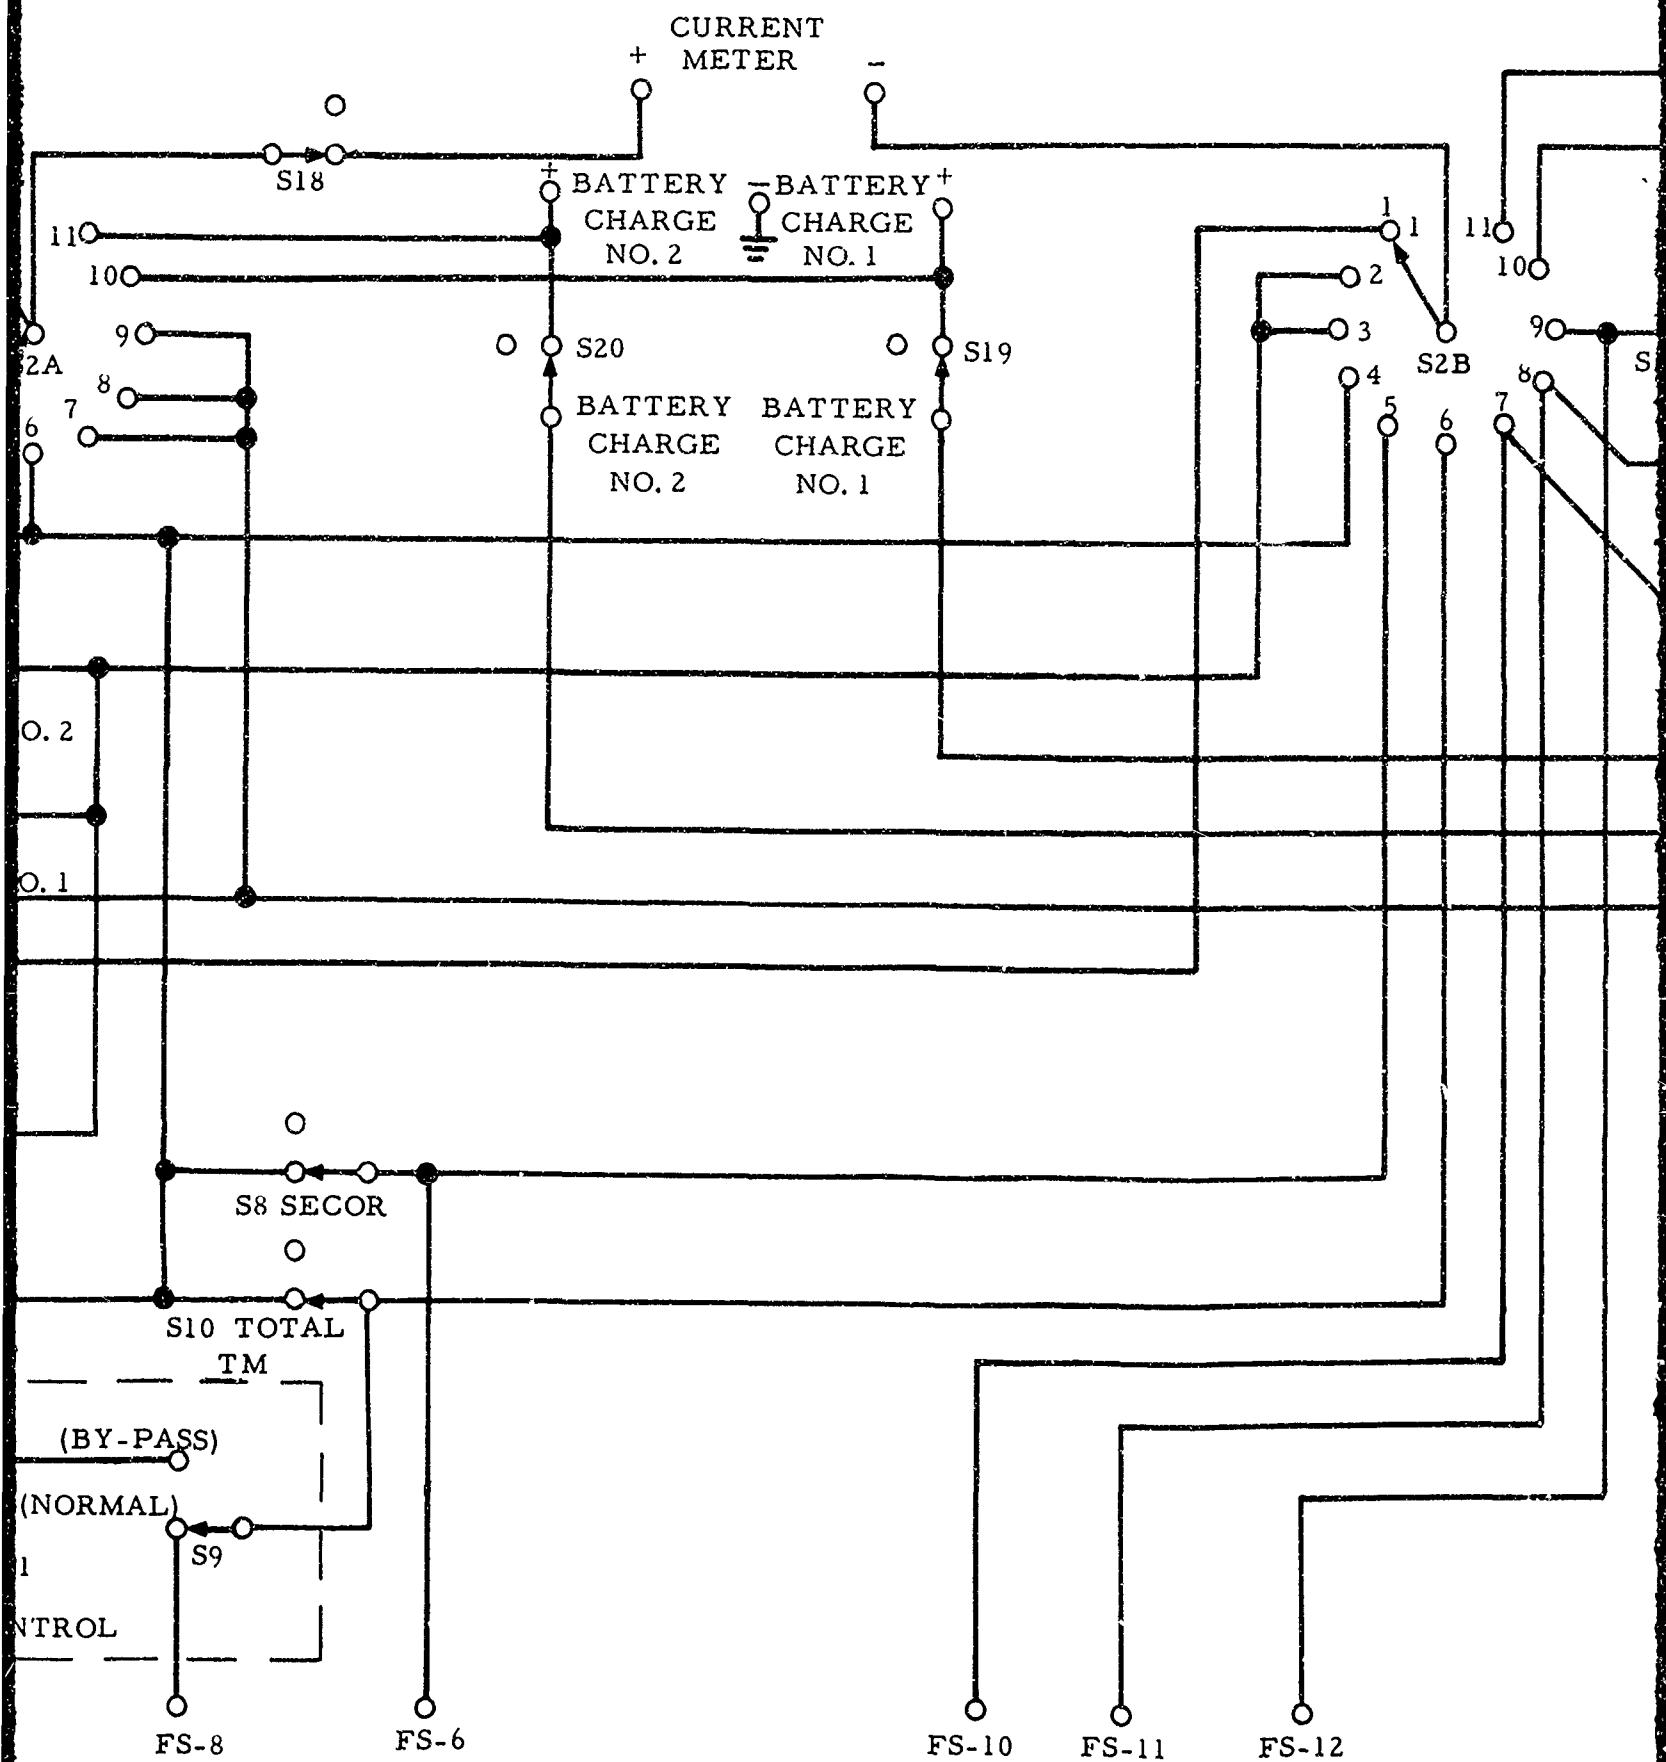 CURRENT
METER
+
−
S18
+
BATTERY
CHARGE
NO. 2
−
BATTERY
CHARGE
NO. 1
+
11
10
9
8
7
6
2A
S20
S19
BATTERY
CHARGE
NO. 2
BATTERY
CHARGE
NO. 1
1
1
2
3
4
5
6
7
8
9
10
11
S2B
S
O. 2
O. 1
S8 SECOR
S10 TOTAL
TM
(BY-PASS)
(NORMAL)
S9
1
NTROL
FS-8
FS-6
FS-10
FS-11
FS-12